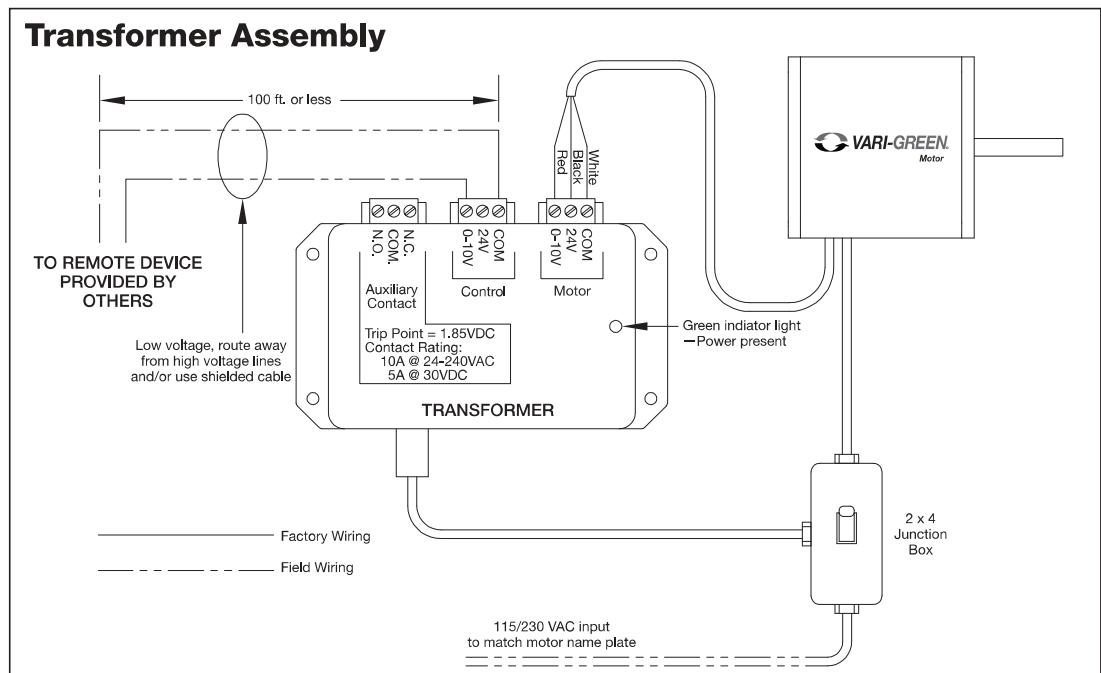 Transformer Assembly
100 ft. or less
White
Black
Red
VARI-GREEN.
Motor
N.C.
COM.
N.O.
COM
24V
0-10V
COM
24V
0-10V
TO REMOTE DEVICE
PROVIDED BY
OTHERS
Auxiliary
Contact
Control
Motor
Trip Point = 1.85VDC
Contact Rating:
10A @ 24-240VAC
5A @ 30VDC
Green indiator light
—Power present
Low voltage, route away
from high voltage lines
and/or use shielded cable
TRANSFORMER
Factory Wiring
Field Wiring
2 x 4
Junction
Box
115/230 VAC input
to match motor name plate